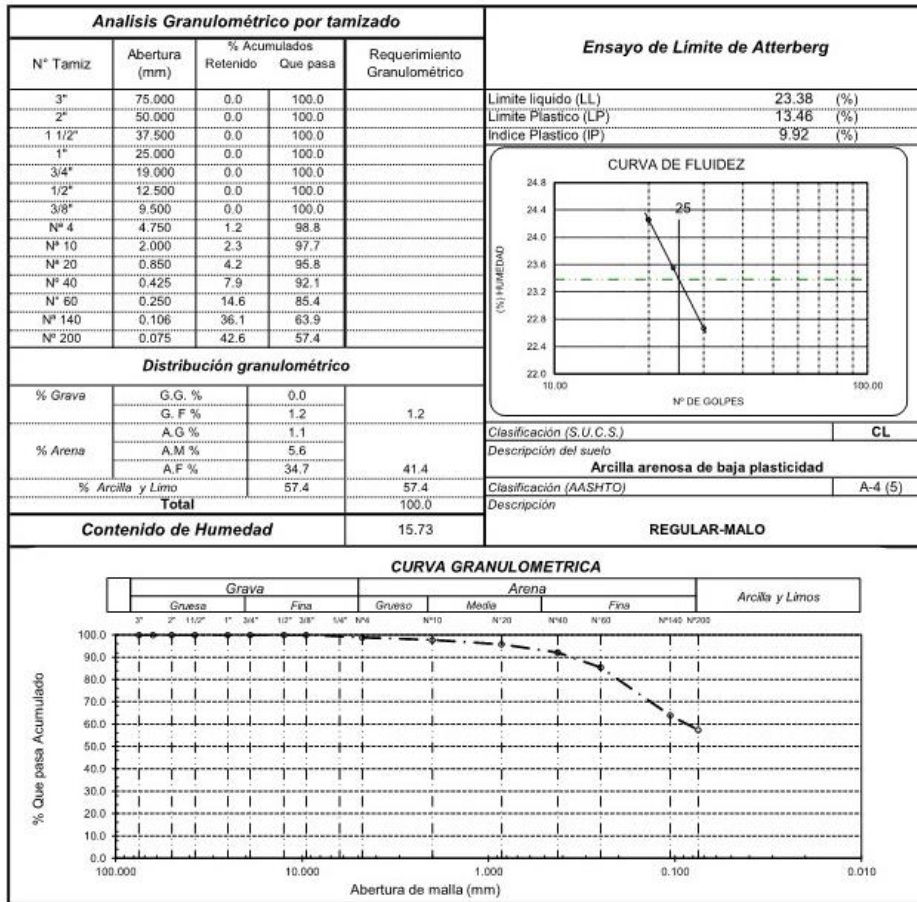 Analisis Granulométrico por tamizado
N° Tamiz Abertura (mm) % Acumulados Retenido Que pasa Requerimiento Granulométrico
3" 75.000 0.0 100.0
2" 50.000 0.0 100.0
1 1/2" 37.500 0.0 100.0
1" 25.000 0.0 100.0
3/4" 19.000 0.0 100.0
1/2" 12.500 0.0 100.0
3/8" 9.500 0.0 100.0
Nª 4 4.750 1.2 98.8
Nª 10 2.000 2.3 97.7
Nª 20 0.850 4.2 95.8
Nª 40 0.425 7.9 92.1
N° 60 0.250 14.6 85.4
Nª 140 0.106 36.1 63.9
Nº 200 0.075 42.6 57.4
Distribución granulométrico
% Grava G.G. % 0.0
G. F % 1.2 1.2
A.G % 1.1
% Arena A.M % 5.6
A.F % 34.7 41.4
% Arcilla y Limo 57.4 57.4
Total 100.0
Contenido de Humedad 15.73
Ensayo de Límite de Atterberg
Limite liquido (LL) 23.38 (%)
Limite Plastico (LP) 13.46 (%)
Indice Plastico (IP) 9.92 (%)
CURVA DE FLUIDEZ
24.8
24.4
24.0
23.6
23.2
22.8
22.4
22.0
25
(%) HUMEDAD
10.00 100.00
Nº DE GOLPES
Clasificación (S.U.C.S.) CL
Descripción del suelo
Arcilla arenosa de baja plasticidad
Clasificación (AASHTO) A-4 (5)
Descripción
REGULAR-MALO
CURVA GRANULOMETRICA
Grava Arena Arcilla y Limos
Gruesa Fina Grueso Media Fina
3" 2" 11/2" 1" 3/4" 1/2" 3/8" 1/4" N°4 N°10 N°20 N°40 N°60 N°140 N°200
100.0
90.0
80.0
70.0
60.0
50.0
40.0
30.0
20.0
10.0
0.0
% Que pasa Acumulado
100.000 10.000 1.000 0.100 0.010
Abertura de malla (mm)